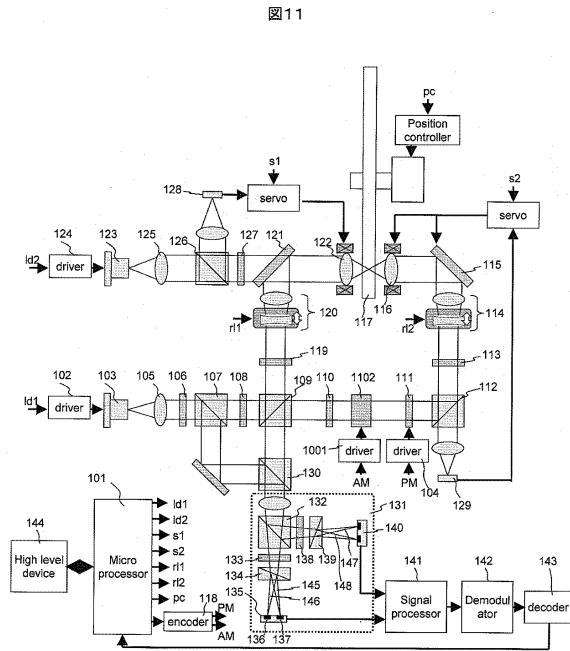 図11
pc
Position controller
s1
s2
128
servo
servo
124
123
125
126
127
121
122
ld2
driver
115
120
117
116
114
rl1
rl2
119
113
102
103
105
106
107
108
109
110
1102
111
112
ld1
driver
1001
driver
driver
104
AM
PM
129
130
101
131
132
140
144
High level device
Micro processor
ld1
ld2
s1
s2
rl1
rl2
pc
133
134
138
139
147
148
141
142
143
145
146
135
136
137
118
encoder
PM
AM
Signal processor
Demodulator
decoder